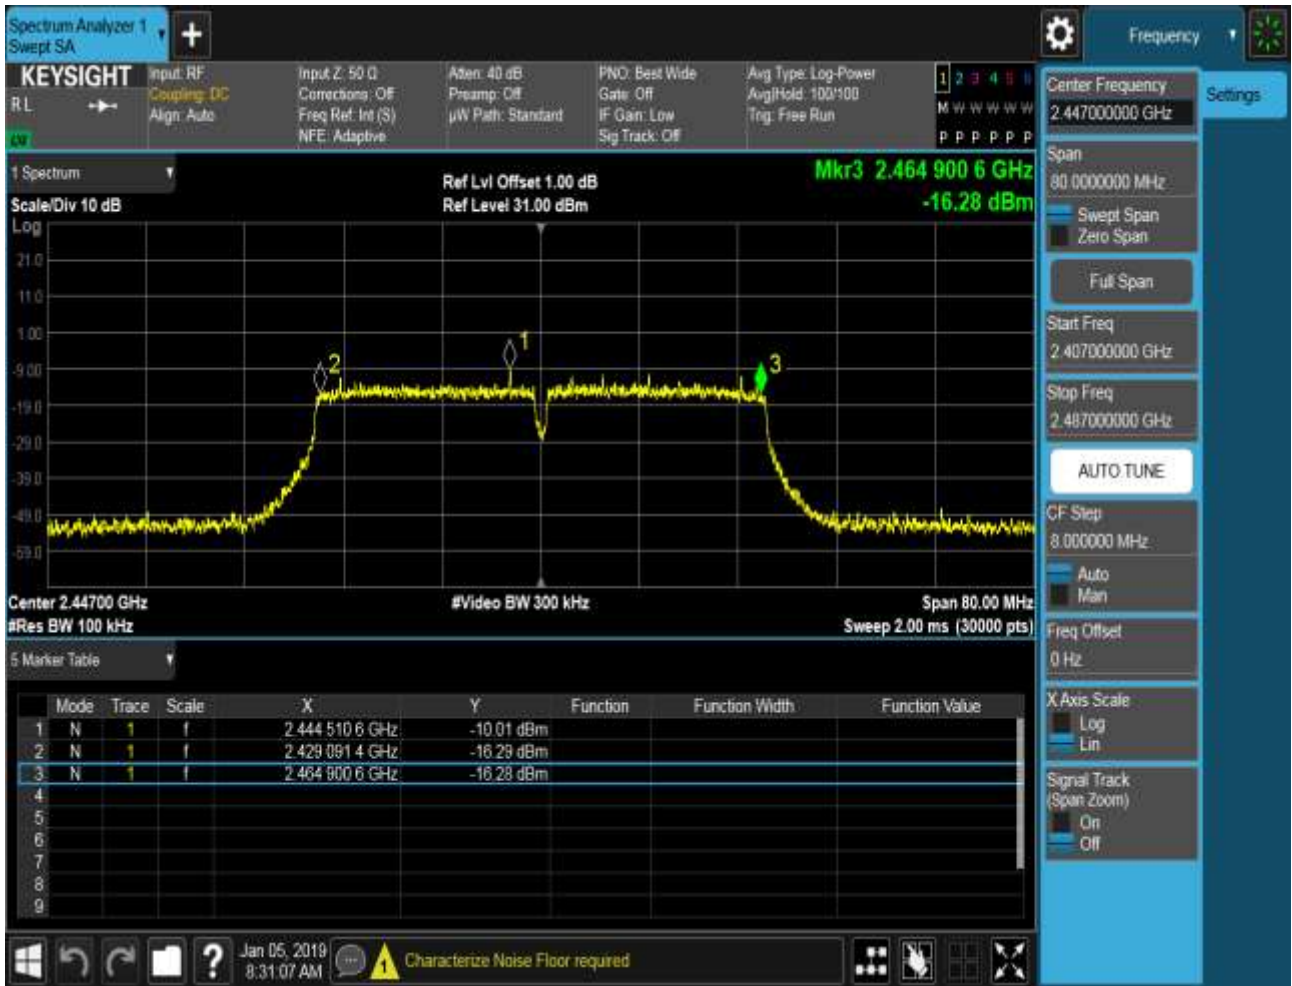 Spectrum Analyzer 1
Swept SA
+
Frequency
KEYSIGHT
RL
Input: RF
Coupling: DC
Align: Auto
Input Z: 50 Ω
Corrections: Off
Freq Ref: Int (S)
NFE: Adaptive
Atten: 40 dB
Preamp: Off
µW Path: Standard
PNO: Best Wide
Gate: Off
IF Gain: Low
Sig Track: Off
Avg Type: Log-Power
Avg|Hold: 100/100
Trig: Free Run
1 2 3 4 5 6
M W W W W W
P P P P P P
1 Spectrum
Scale/Div 10 dB
Ref Lvl Offset 1.00 dB
Ref Level 31.00 dBm
Mkr3 2.464 900 6 GHz
-16.28 dBm
Log
21.0
11.0
1.00
-9.00
-19.0
-29.0
-39.0
-49.0
-59.0
1
2
3
Center 2.44700 GHz
#Res BW 100 kHz
#Video BW 300 kHz
Span 80.00 MHz
Sweep 2.00 ms (30000 pts)
5 Marker Table
Mode Trace Scale X Y Function Function Width Function Value
1 N 1 f 2.444 510 6 GHz -10.01 dBm
2 N 1 f 2.429 091 4 GHz -16.29 dBm
3 N 1 f 2.464 900 6 GHz -16.28 dBm
4
5
6
7
8
9
?
Jan 05, 2019
8:31:07 AM
1
Characterize Noise Floor required
Center Frequency
2.447000000 GHz
Settings
Span
80.0000000 MHz
Swept Span
Zero Span
Full Span
Start Freq
2.407000000 GHz
Stop Freq
2.487000000 GHz
AUTO TUNE
CF Step
8.000000 MHz
Auto
Man
Freq Offset
0 Hz
X Axis Scale
Log
Lin
Signal Track
(Span Zoom)
On
Off